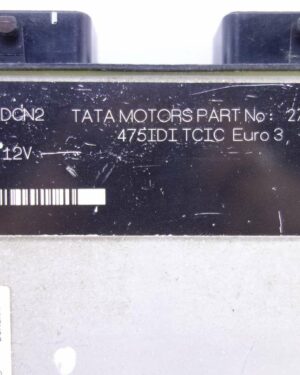 DCN2 TATA MOTORS PART No: 27
475IDI TCIC Euro 3
12V